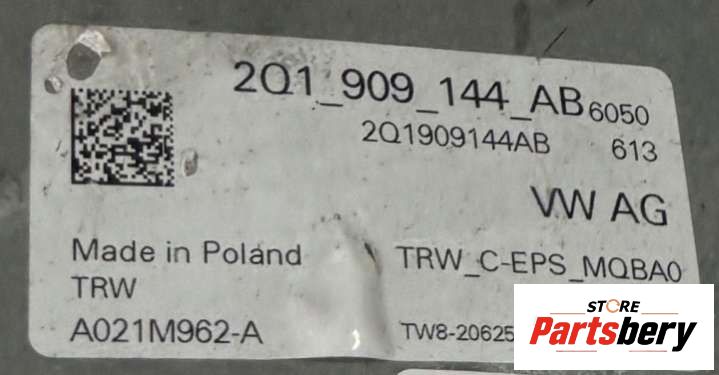 2Q1_909_144_AB 6050
2Q1909144AB 613
VW AG
Made in Poland TRW_C-EPS_MQBA0
TRW
A021M962-A TW8-20625
STORE
Partsbery